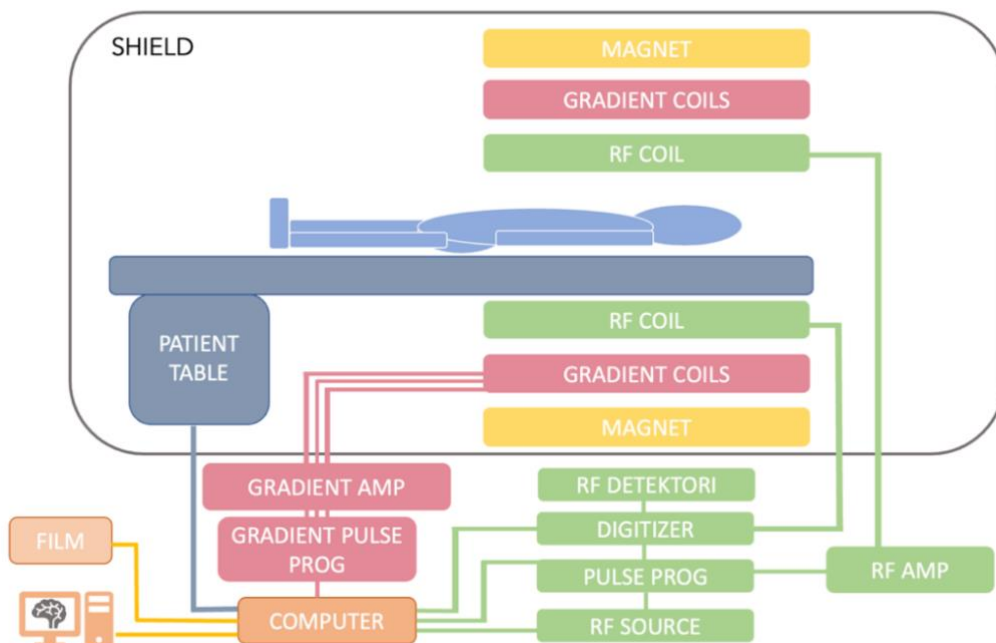 SHIELD
MAGNET
GRADIENT COILS
RF COIL
RF COIL
PATIENT
TABLE
GRADIENT COILS
MAGNET
GRADIENT AMP
RF DETEKTORI
FILM
GRADIENT PULSE
PROG
DIGITIZER
PULSE PROG
RF AMP
COMPUTER
RF SOURCE